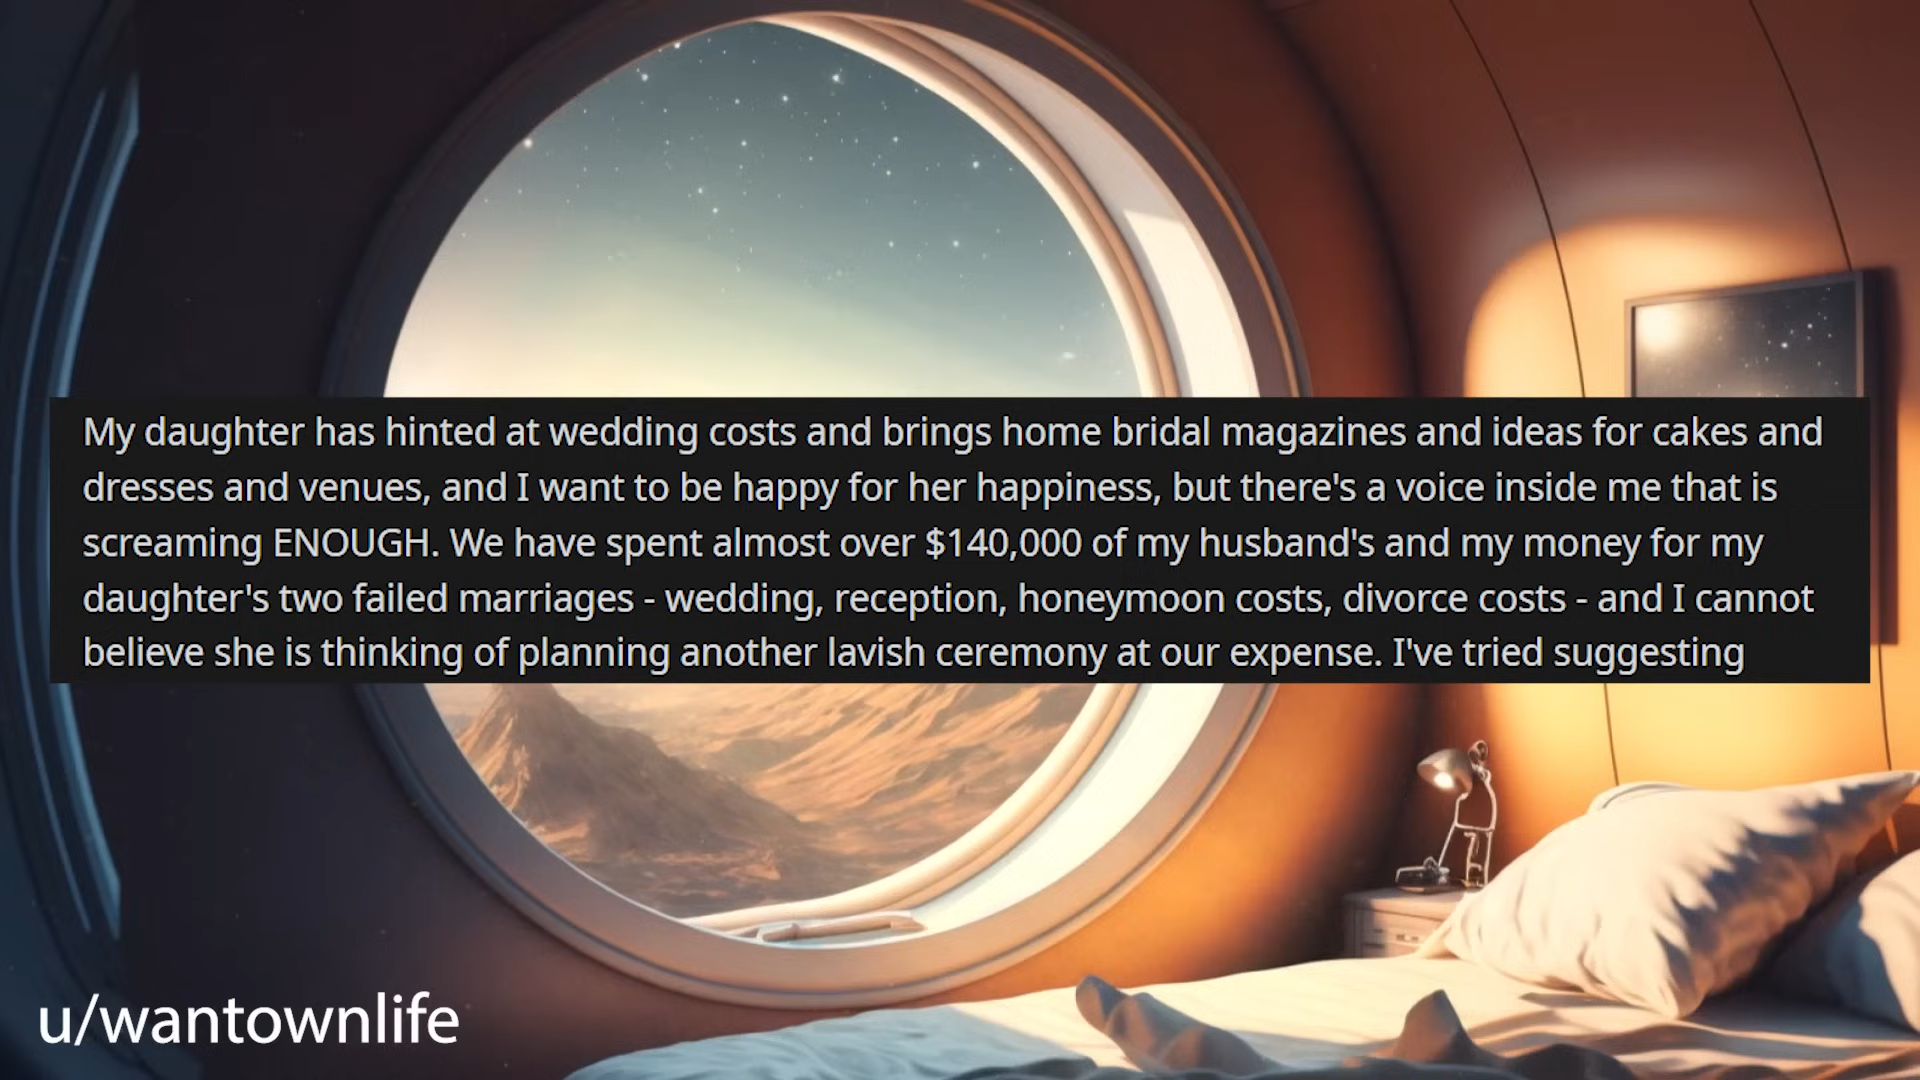 My daughter has hinted at wedding costs and brings home bridal magazines and ideas for cakes and
dresses and venues, and I want to be happy for her happiness, but there's a voice inside me that is
screaming ENOUGH. We have spent almost over $140,000 of my husband's and my money for my
daughter's two failed marriages - wedding, reception, honeymoon costs, divorce costs - and I cannot
believe she is thinking of planning another lavish ceremony at our expense. I've tried suggesting
u/wantownlife